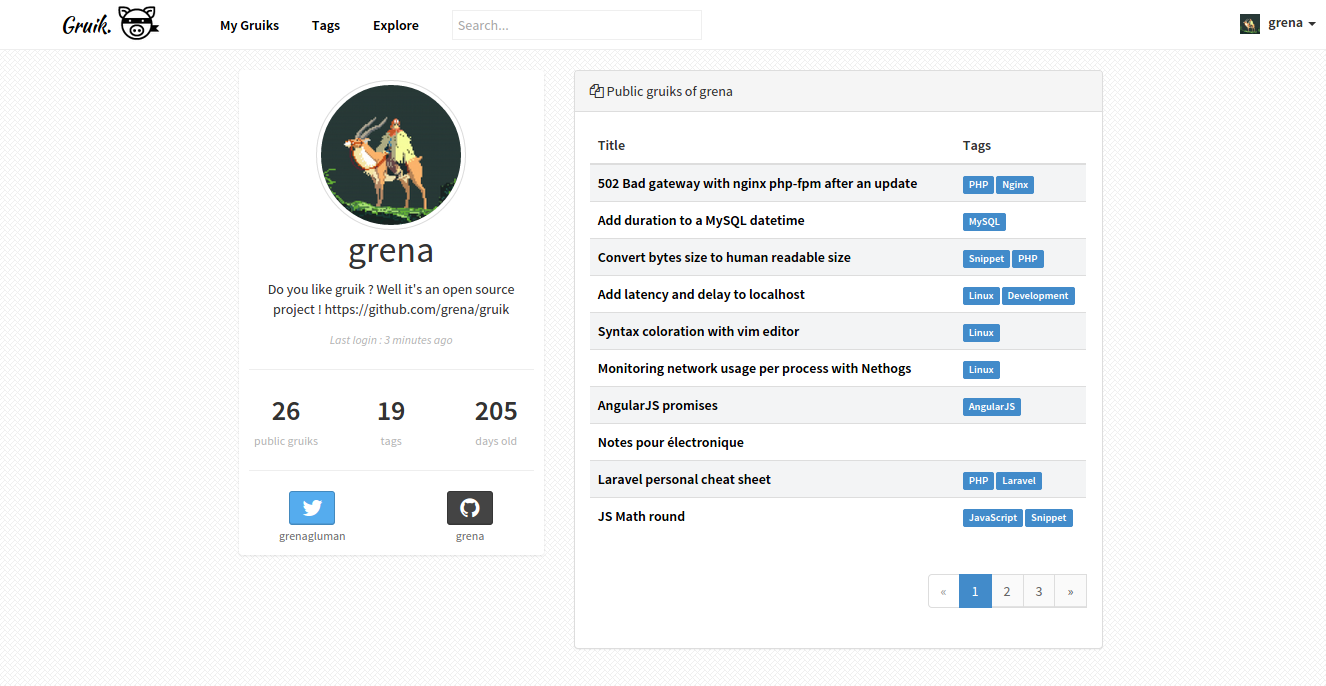 Gruik.
My Gruiks Tags Explore Search... grena
grena
Do you like gruik ? Well it's an open source
project ! https://github.com/grena/gruik
Last login : 3 minutes ago
26 19 205
public gruiks tags days old
grenagluman grena
Public gruiks of grena
Title Tags
502 Bad gateway with nginx php-fpm after an update PHP Nginx
Add duration to a MySQL datetime MySQL
Convert bytes size to human readable size Snippet PHP
Add latency and delay to localhost Linux Development
Syntax coloration with vim editor Linux
Monitoring network usage per process with Nethogs Linux
AngularJS promises AngularJS
Notes pour électronique
Laravel personal cheat sheet PHP Laravel
JS Math round JavaScript Snippet
« 1 2 3 »